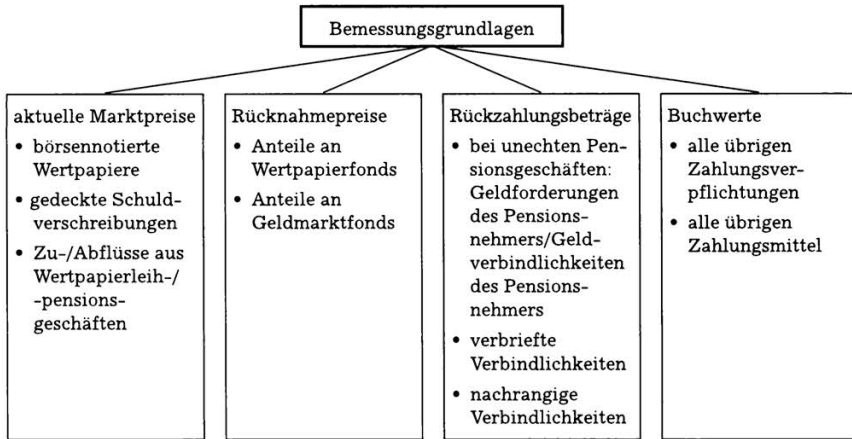 Bemessungsgrundlagen
aktuelle Marktpreise
• börsennotierte
Wertpapiere
• gedeckte Schuld-
verschreibungen
• Zu-/Abflüsse aus
Wertpapierleih-/
-pensions-
geschäften
Rücknahmepreise
• Anteile an
Wertpapierfonds
• Anteile an
Geldmarktfonds
Rückzahlungsbeträge
• bei unechten Pen-
sionsgeschäften:
Geldforderungen
des Pensions-
nehmers/Geld-
verbindlichkeiten
des Pensions-
nehmers
• verbriefte
Verbindlichkeiten
• nachrangige
Verbindlichkeiten
Buchwerte
• alle übrigen
Zahlungsver-
pflichtungen
• alle übrigen
Zahlungsmittel